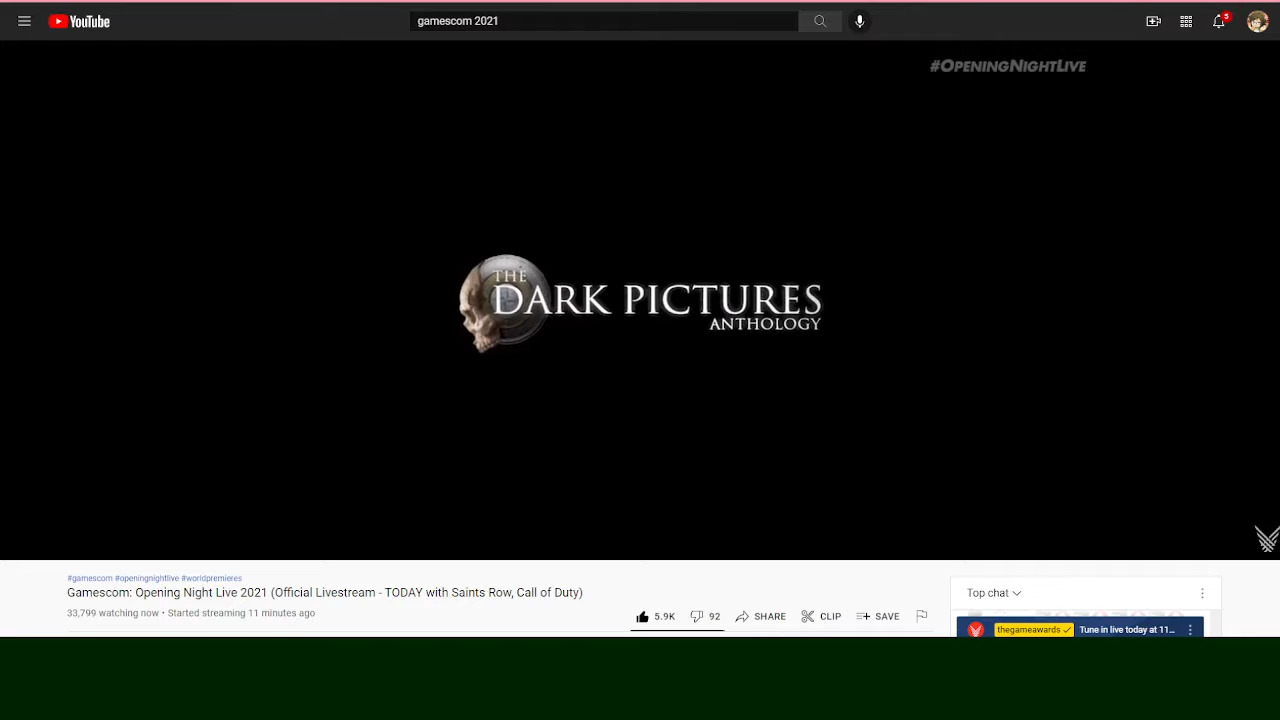 YouTube
gamescom 2021
5
#OPENINGNIGHTLIVE
THE
DARK PICTURES
ANTHOLOGY
#gamescom #openingnightlive #worldpremieres
Gamescom: Opening Night Live 2021 (Official Livestream - TODAY with Saints Row, Call of Duty)
33,799 watching now • Started streaming 11 minutes ago
5.9K 92 SHARE CLIP SAVE
Top chat
thegameawards Tune in live today at 11...